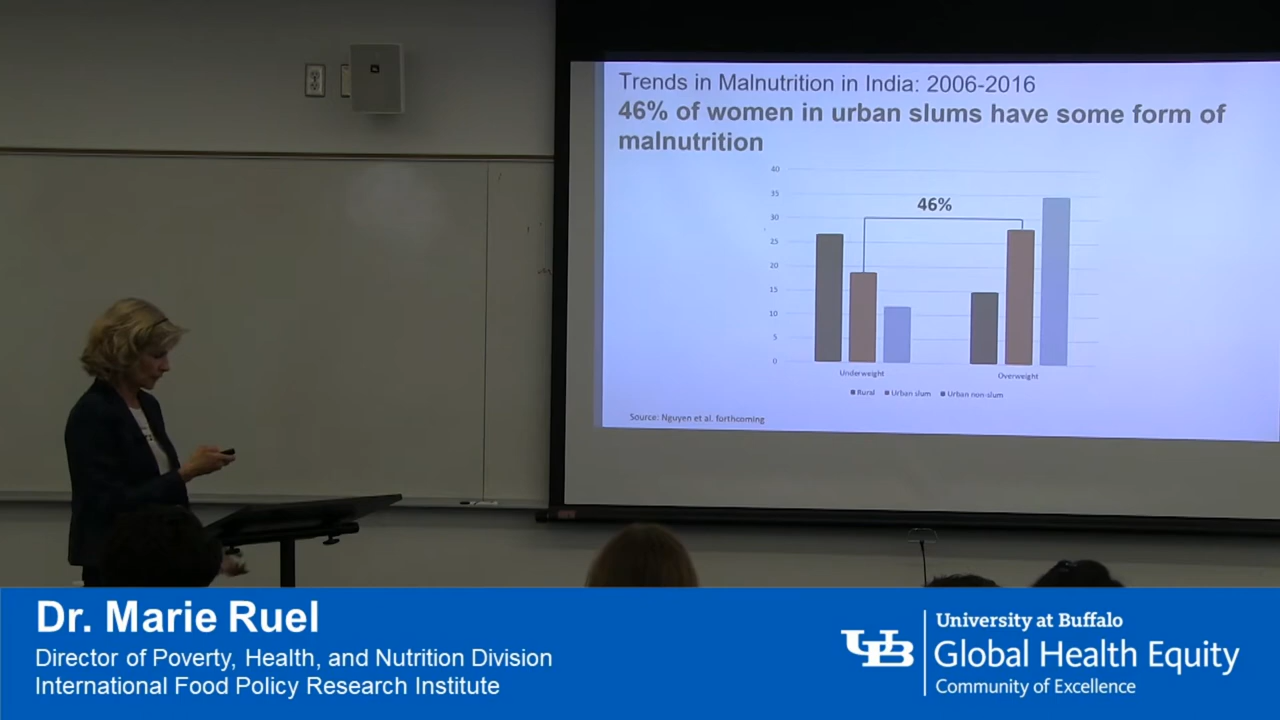 Trends in Malnutrition in India: 2006-2016
46% of women in urban slums have some form of
malnutrition
40
35
30
25
20
15
10
5
0
46%
Underweight
Overweight
Rural Urban slum Urban non-slum
Source: Nguyen et al. forthcoming
Dr. Marie Ruel
Director of Poverty, Health, and Nutrition Division
International Food Policy Research Institute
UB
University at Buffalo
Global Health Equity
Community of Excellence